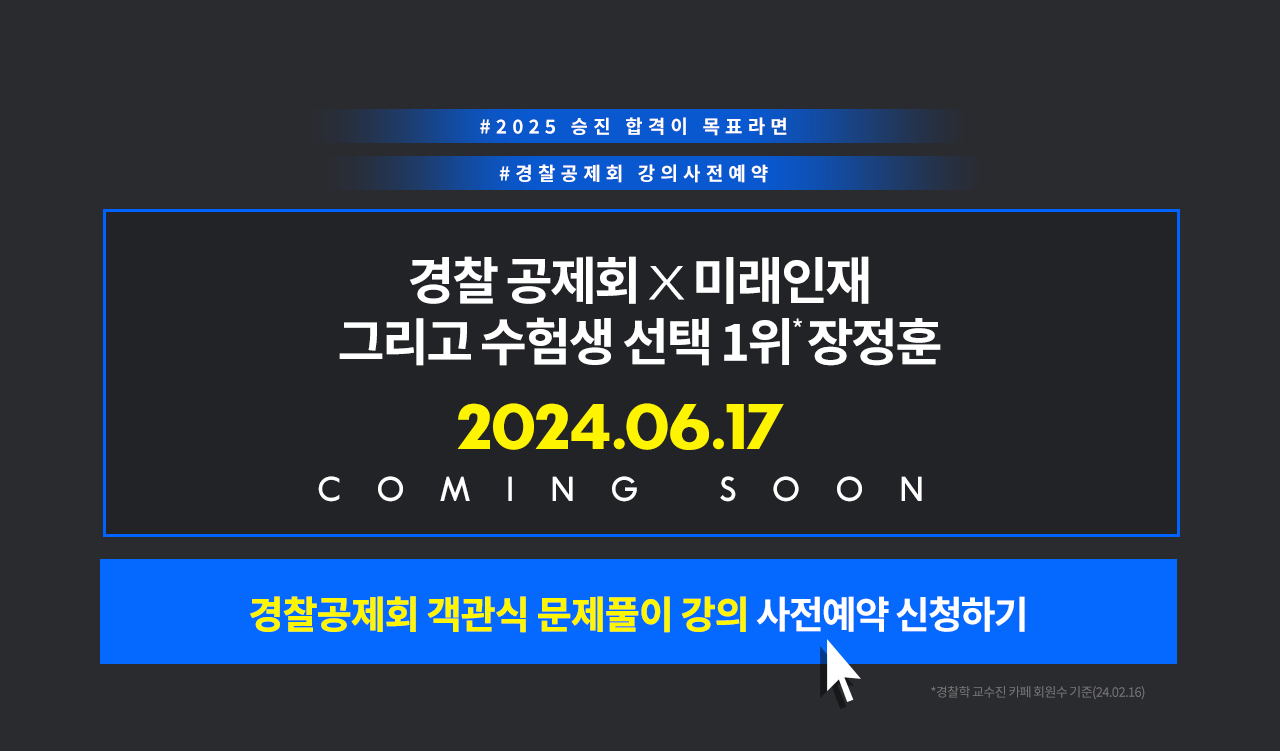 #2025 승진 합격이 목표라면
#경찰공제회 강의사전예약
경찰 공제회 X 미래인재
그리고 수험생 선택 1위* 장정훈
2024.06.17
COMING SOON
경찰공제회 객관식 문제풀이 강의 사전예약 신청하기
*경찰학 교수진 카페 회원수 기준(24.02.16)